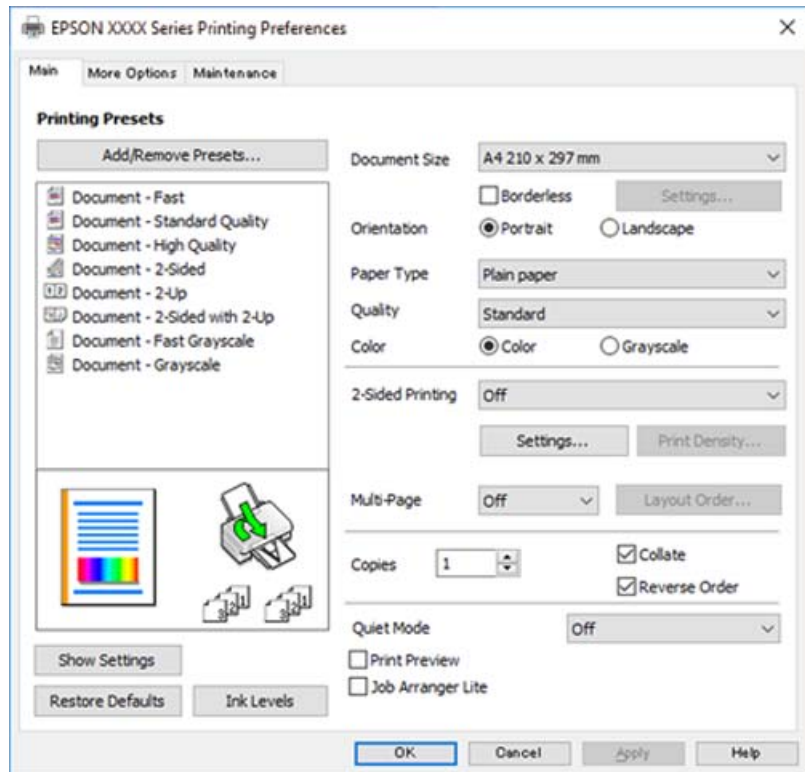 EPSON XXXX Series Printing Preferences
Main More Options Maintenance
Printing Presets
Add/Remove Presets...
Document - Fast
Document - Standard Quality
Document - High Quality
Document - 2-Sided
Document - 2-Up
Document - 2-Sided with 2-Up
Document - Fast Grayscale
Document - Grayscale
Show Settings
Restore Defaults Ink Levels
Document Size A4 210 x 297 mm
Borderless Settings...
Orientation Portrait Landscape
Paper Type Plain paper
Quality Standard
Color Color Grayscale
2-Sided Printing Off
Settings... Print Density...
Multi-Page Off Layout Order...
Copies 1 Collate
Reverse Order
Quiet Mode Off
Print Preview
Job Arranger Lite
OK Cancel Apply Help